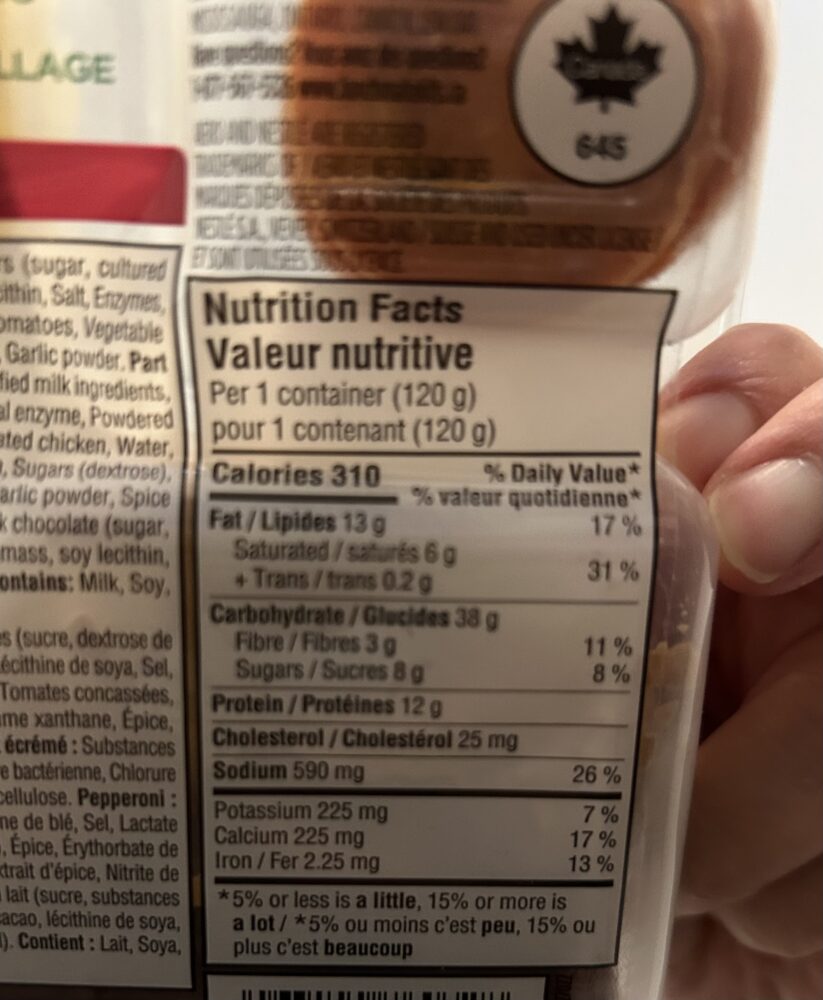 LLAGE
Canada
645
rs (sugar, cultured
Salt, Enzymes,
Vegetable
Garlic powder. Part
milk ingredients,
al enzyme, Powdered
chicken, Water,
Sugars (dextrose),
powder, Spice
k chocolate (sugar,
mass, soy lecithin,
ontains: Milk, Soy,
es (sucre, dextrose de
écithine de soya, Sel,
Tomates concassées,
me xanthane, Épice,
écrémé : Substances
e bactérienne, Chlorure
cellulose. Pepperoni :
ne de blé, Sel, Lactate
, Épice, Érythorbate de
xtrait d'épice, Nitrite de
lait (sucre, substances
cacao, lécithine de soya,
). Contient : Lait, Soya,
Nutrition Facts
Valeur nutritive
Per 1 container (120 g)
pour 1 contenant (120 g)
Calories 310 % Daily Value*
% valeur quotidienne*
Fat / Lipides 13 g 17 %
Saturated / saturés 6 g
+ Trans / trans 0.2 g 31 %
Carbohydrate / Glucides 38 g
Fibre / Fibres 3 g 11 %
Sugars / Sucres 8 g 8 %
Protein / Protéines 12 g
Cholesterol / Cholestérol 25 mg
Sodium 590 mg 26 %
Potassium 225 mg 7 %
Calcium 225 mg 17 %
Iron / Fer 2.25 mg 13 %
*5% or less is a little, 15% or more is
a lot / *5% ou moins c'est peu, 15% ou
plus c'est beaucoup